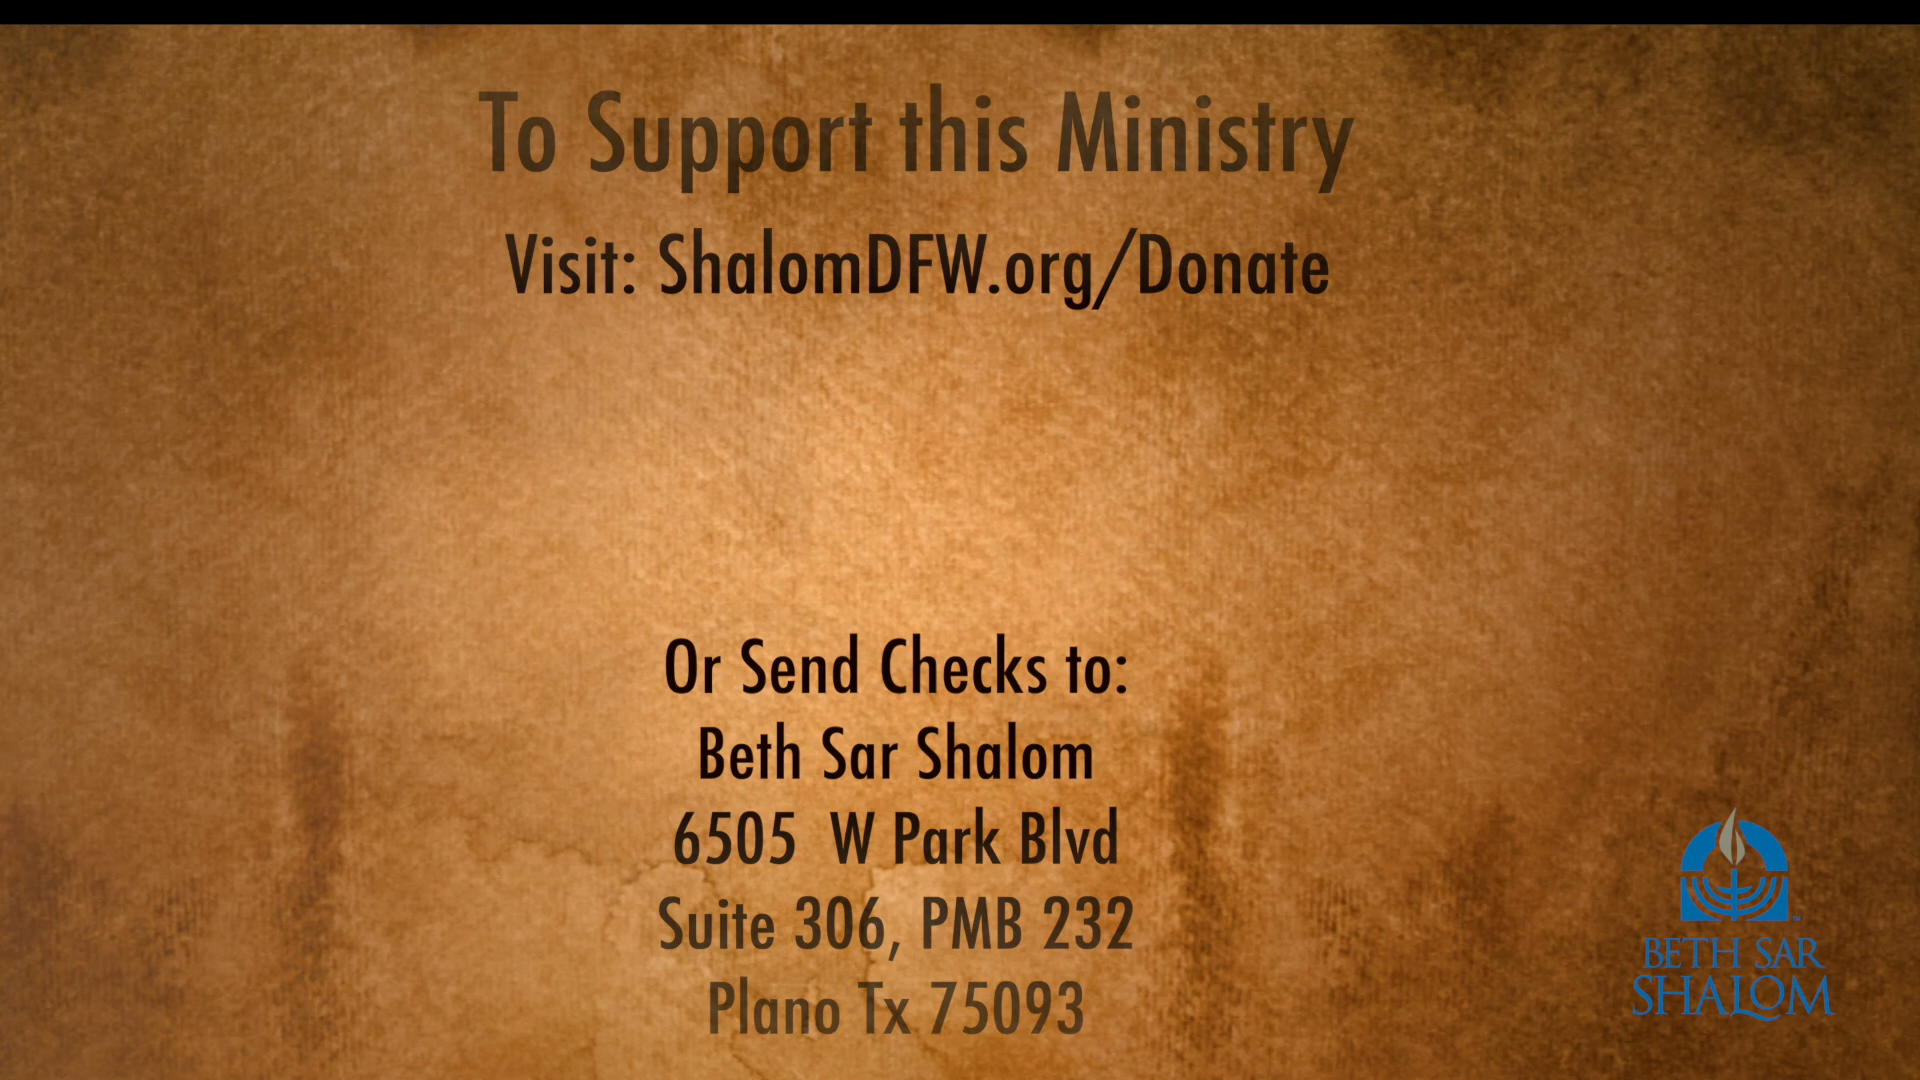 To Support this Ministry
Visit: ShalomDFW.org/Donate
Or Send Checks to:
Beth Sar Shalom
6505  W Park Blvd
Suite 306, PMB 232
Plano Tx 75093
BETH SAR
SHALOM